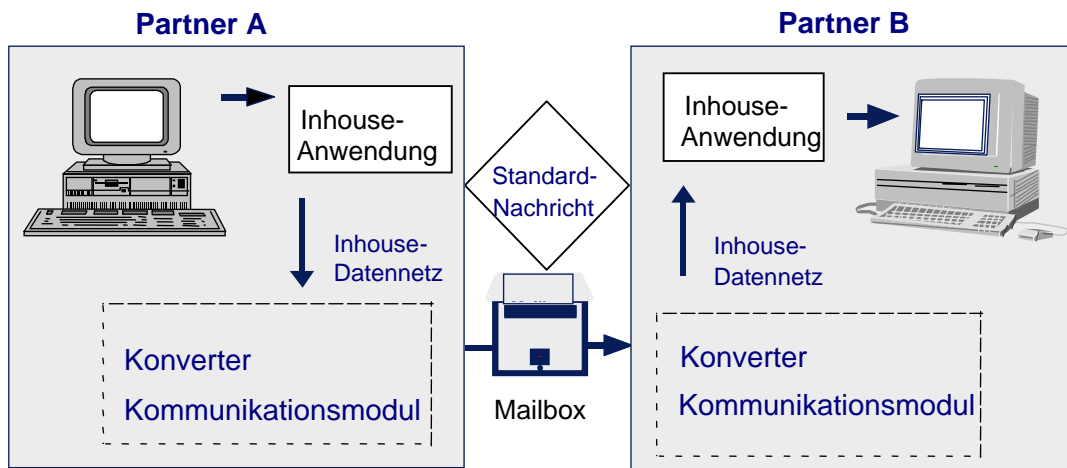 Partner A
Inhouse-
Anwendung
Inhouse-
Datennetz
Konverter
Kommunikationsmodul
Standard-
Nachricht
Mailbox
Partner B
Inhouse-
Anwendung
Inhouse-
Datennetz
Konverter
Kommunikationsmodul